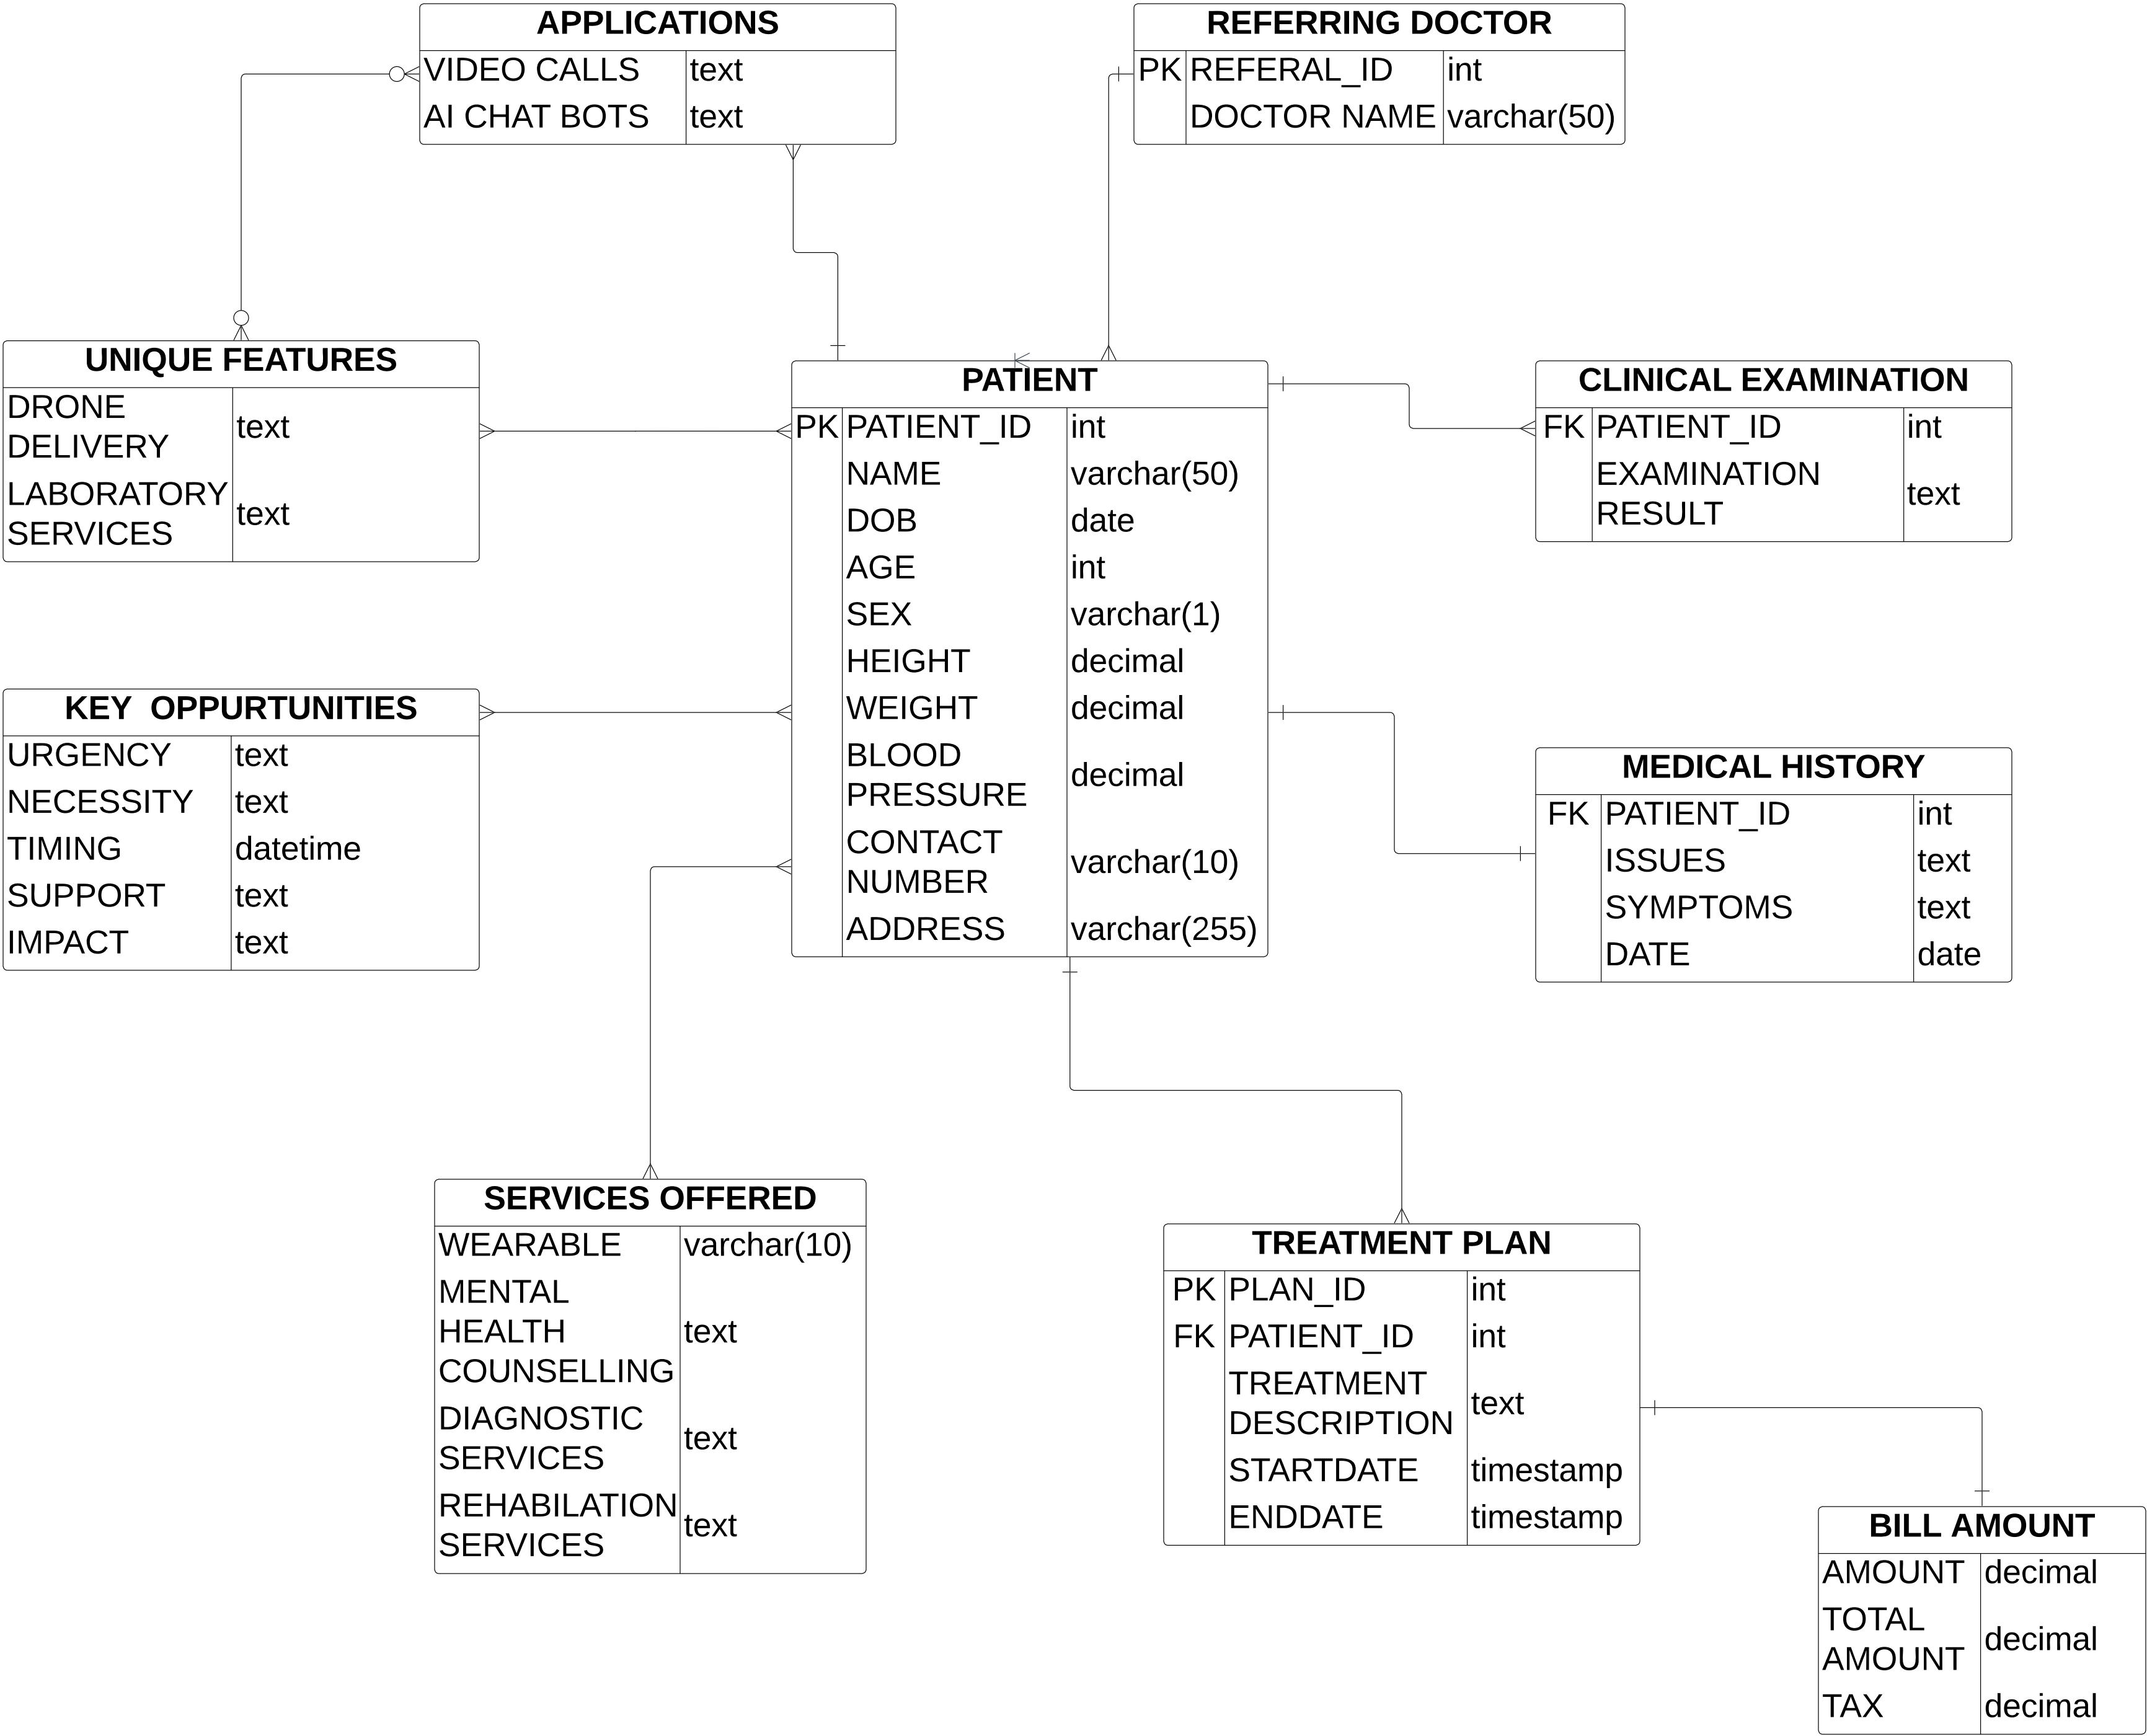 APPLICATIONS
VIDEO CALLS text
AI CHAT BOTS text
REFERRING DOCTOR
PK REFERAL_ID int
DOCTOR NAME varchar(50)
UNIQUE FEATURES
DRONE
DELIVERY
text
LABORATORY
SERVICES
text
PATIENT
PK PATIENT_ID int
NAME varchar(50)
DOB date
AGE int
SEX varchar(1)
HEIGHT decimal
WEIGHT decimal
BLOOD
PRESSURE
decimal
CONTACT
NUMBER
varchar(10)
ADDRESS varchar(255)
CLINICAL EXAMINATION
FK PATIENT_ID int
EXAMINATION
RESULT
text
KEY  OPPURTUNITIES
URGENCY text
NECESSITY text
TIMING datetime
SUPPORT text
IMPACT text
MEDICAL HISTORY
FK PATIENT_ID int
ISSUES text
SYMPTOMS text
DATE date
SERVICES OFFERED
WEARABLE varchar(10)
MENTAL
HEALTH
COUNSELLING
text
DIAGNOSTIC
SERVICES
text
REHABILATION
SERVICES
text
TREATMENT PLAN
PK PLAN_ID int
FK PATIENT_ID int
TREATMENT
DESCRIPTION
text
STARTDATE timestamp
ENDDATE timestamp
BILL AMOUNT
AMOUNT decimal
TOTAL
AMOUNT
decimal
TAX decimal